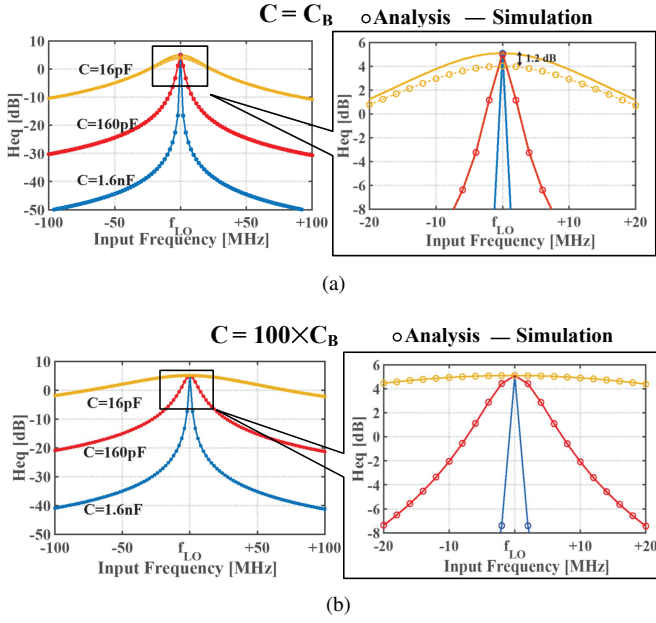 C = C_B
Analysis — Simulation
10
0
-10
-20
-30
-40
-50
Heq [dB]
C=16pF
C=160pF
C=1.6nF
-100
-50
f_LO
+50
+100
Input Frequency [MHz]
6
4
2
0
-2
-4
-6
-8
Heq [dB]
1.2 dB
-20
-10
f_LO
+10
+20
Input Frequency [MHz]
(a)
C = 100×C_B
Analysis — Simulation
10
0
-10
-20
-30
-40
-50
Heq [dB]
C=16pF
C=160pF
C=1.6nF
-100
-50
f_LO
+50
+100
Input Frequency [MHz]
6
4
2
0
-2
-4
-6
-8
Heq [dB]
-20
-10
f_LO
+10
+20
Input Frequency [MHz]
(b)